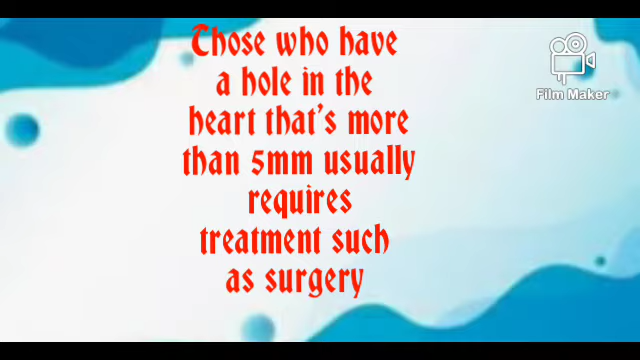 Those who have
a hole in the
heart that's more
than 5mm usually
requires
treatment such
as surgery
Film Maker